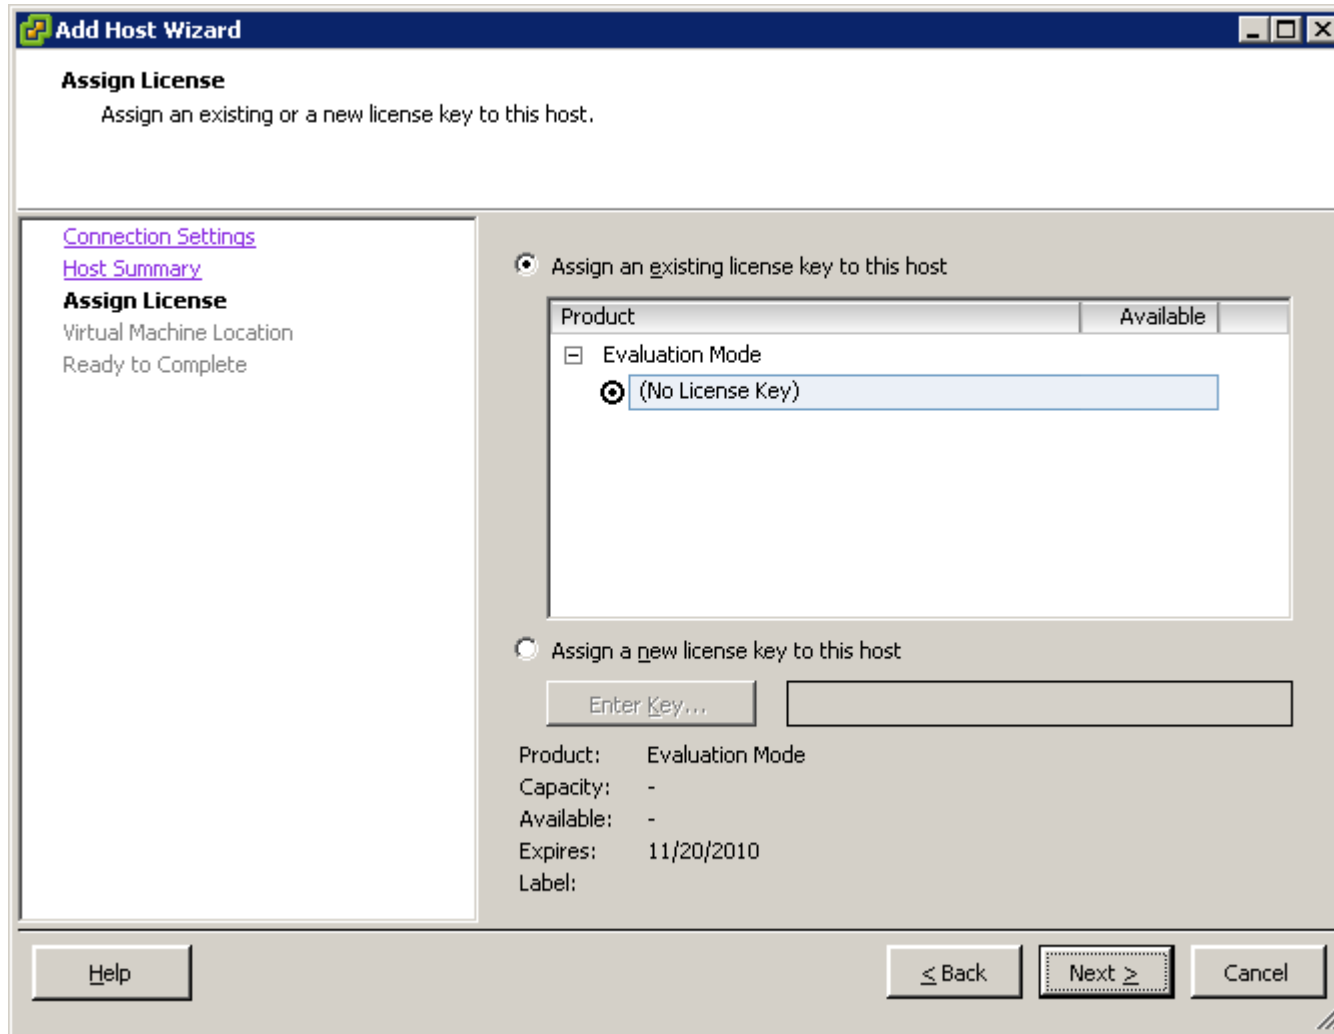 Add Host Wizard
Assign License
Assign an existing or a new license key to this host.
Connection Settings
Host Summary
Assign License
Virtual Machine Location
Ready to Complete
Assign an existing license key to this host
Product Available
Evaluation Mode
(No License Key)
Assign a new license key to this host
Enter Key...
Product: Evaluation Mode
Capacity: -
Available: -
Expires: 11/20/2010
Label:
Help
< Back
Next >
Cancel